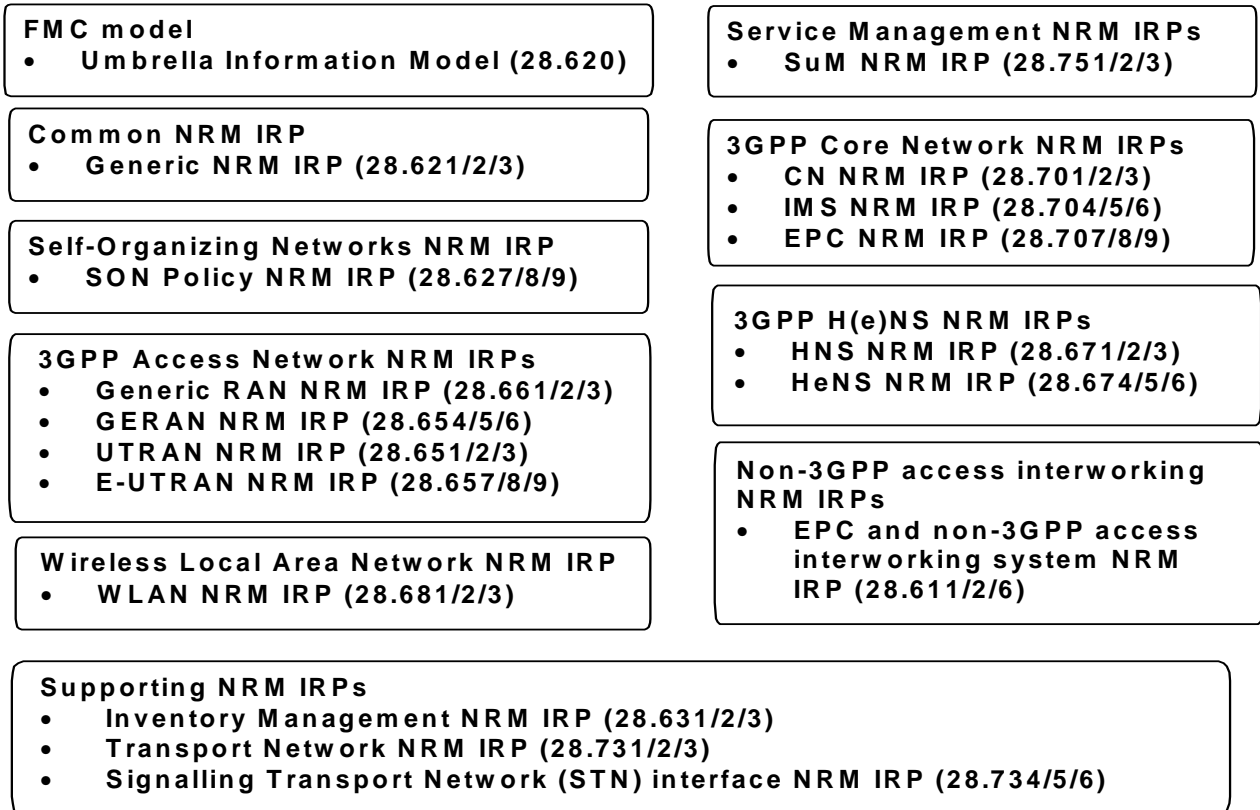 FMC model
• Umbrella Information Model (28.620)
Common NRM IRP
• Generic NRM IRP (28.621/2/3)
Self-Organizing Networks NRM IRP
• SON Policy NRM IRP (28.627/8/9)
3GPP Access Network NRM IRPs
• Generic RAN NRM IRP (28.661/2/3)
• GERAN NRM IRP (28.654/5/6)
• UTRAN NRM IRP (28.651/2/3)
• E-UTRAN NRM IRP (28.657/8/9)
Wireless Local Area Network NRM IRP
• WLAN NRM IRP (28.681/2/3)
Service Management NRM IRPs
• SuM NRM IRP (28.751/2/3)
3GPP Core Network NRM IRPs
• CN NRM IRP (28.701/2/3)
• IMS NRM IRP (28.704/5/6)
• EPC NRM IRP (28.707/8/9)
3GPP H(e)NS NRM IRPs
• HNS NRM IRP (28.671/2/3)
• HeNS NRM IRP (28.674/5/6)
Non-3GPP access interworking
NRM IRPs
• EPC and non-3GPP access
interworking system NRM
IRP (28.611/2/6)
Supporting NRM IRPs
• Inventory Management NRM IRP (28.631/2/3)
• Transport Network NRM IRP (28.731/2/3)
• Signalling Transport Network (STN) interface NRM IRP (28.734/5/6)